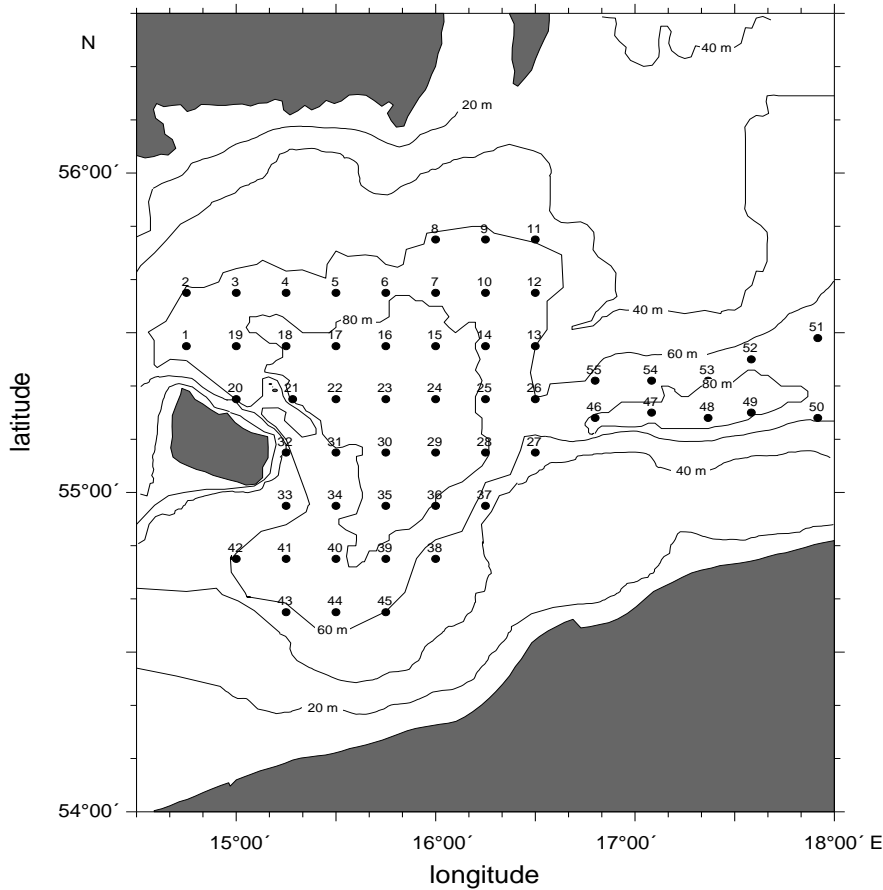 N
40 m
20 m
56°00´
8 9 11
2 3 4 5 6 7 10 12
40 m
80 m
51
1 19 18 17 16 15 14 13
60 m
52
55 54 53
80 m
20 21 22 23 24 25 26
46 47 48 49 50
32 31 30 29 28 27
40 m
55°00´
33 34 35 36 37
42 41 40 39 38
43 44 45
60 m
20 m
54°00´
15°00´ 16°00´ 17°00´ 18°00´ E
longitude
latitude